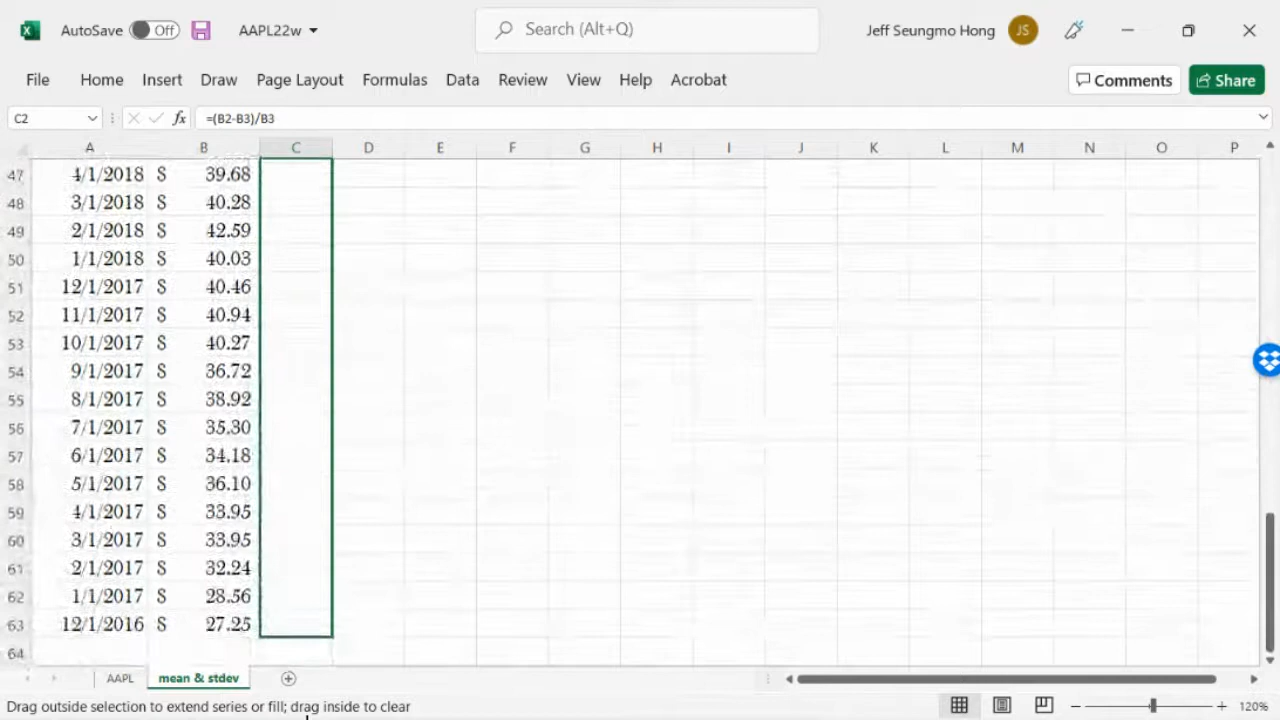 AutoSave Off AAPL22w Search (Alt+Q) Jeff Seungmo Hong JS
File Home Insert Draw Page Layout Formulas Data Review View Help Acrobat Comments Share
C2 fx =(B2-B3)/B3
A B C D E F G H I J K L M N O P
47 4/1/2018 $ 39.68
48 3/1/2018 $ 40.28
49 2/1/2018 $ 42.59
50 1/1/2018 $ 40.03
51 12/1/2017 $ 40.46
52 11/1/2017 $ 40.94
53 10/1/2017 $ 40.27
54 9/1/2017 $ 36.72
55 8/1/2017 $ 38.92
56 7/1/2017 $ 35.30
57 6/1/2017 $ 34.18
58 5/1/2017 $ 36.10
59 4/1/2017 $ 33.95
60 3/1/2017 $ 33.95
61 2/1/2017 $ 32.24
62 1/1/2017 $ 28.56
63 12/1/2016 $ 27.25
64
AAPL mean & stdev
Drag outside selection to extend series or fill; drag inside to clear 120%